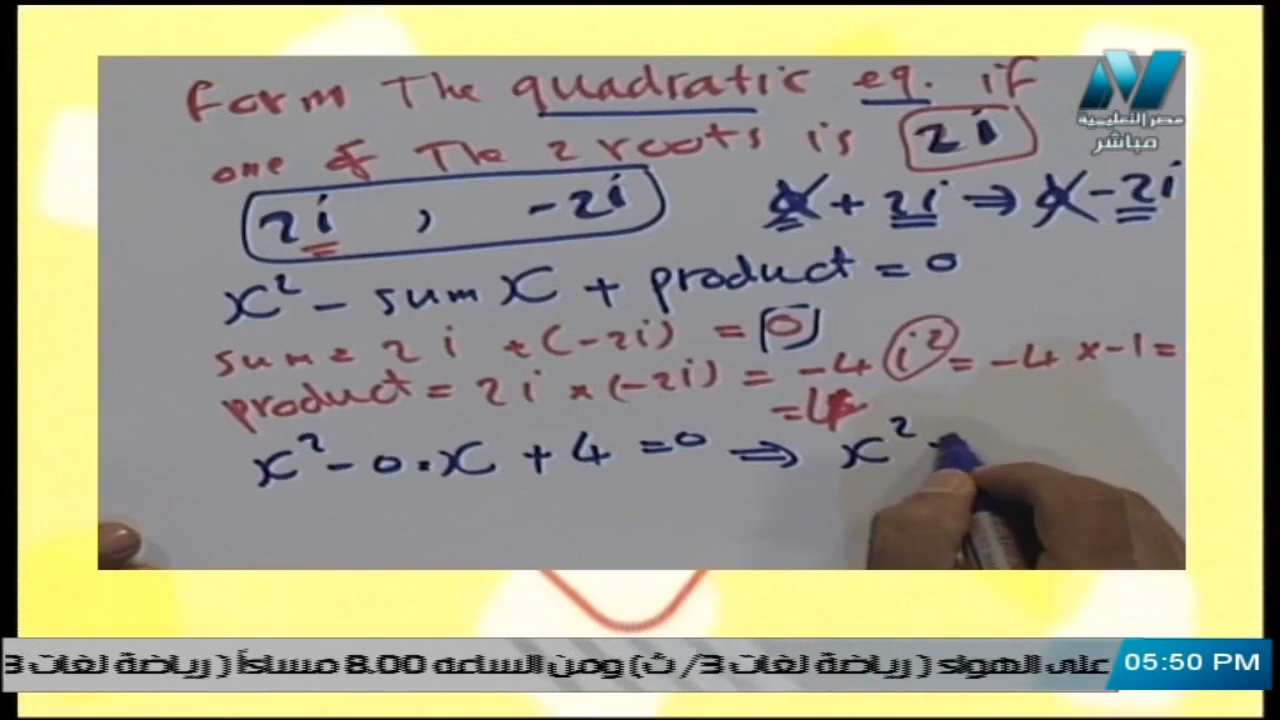 Form The quadratic eq. if
one of The 2 roots is 2i
2i , -2i
x + 2i ⇒ x - 2i
x² - sum x + product = 0
sum = 2i + (-2i) = 0
product = 2i × (-2i) = -4 i² = -4 × -1 =
= 4
x² - 0 . x + 4 = 0 ⇒ x²
مصر التعليمية
مباشر
على الهواء ( رياضة لغات 3/ ث) ومن الساعه 8.00 مساءاً ( رياضة لغات 3
05:50 PM